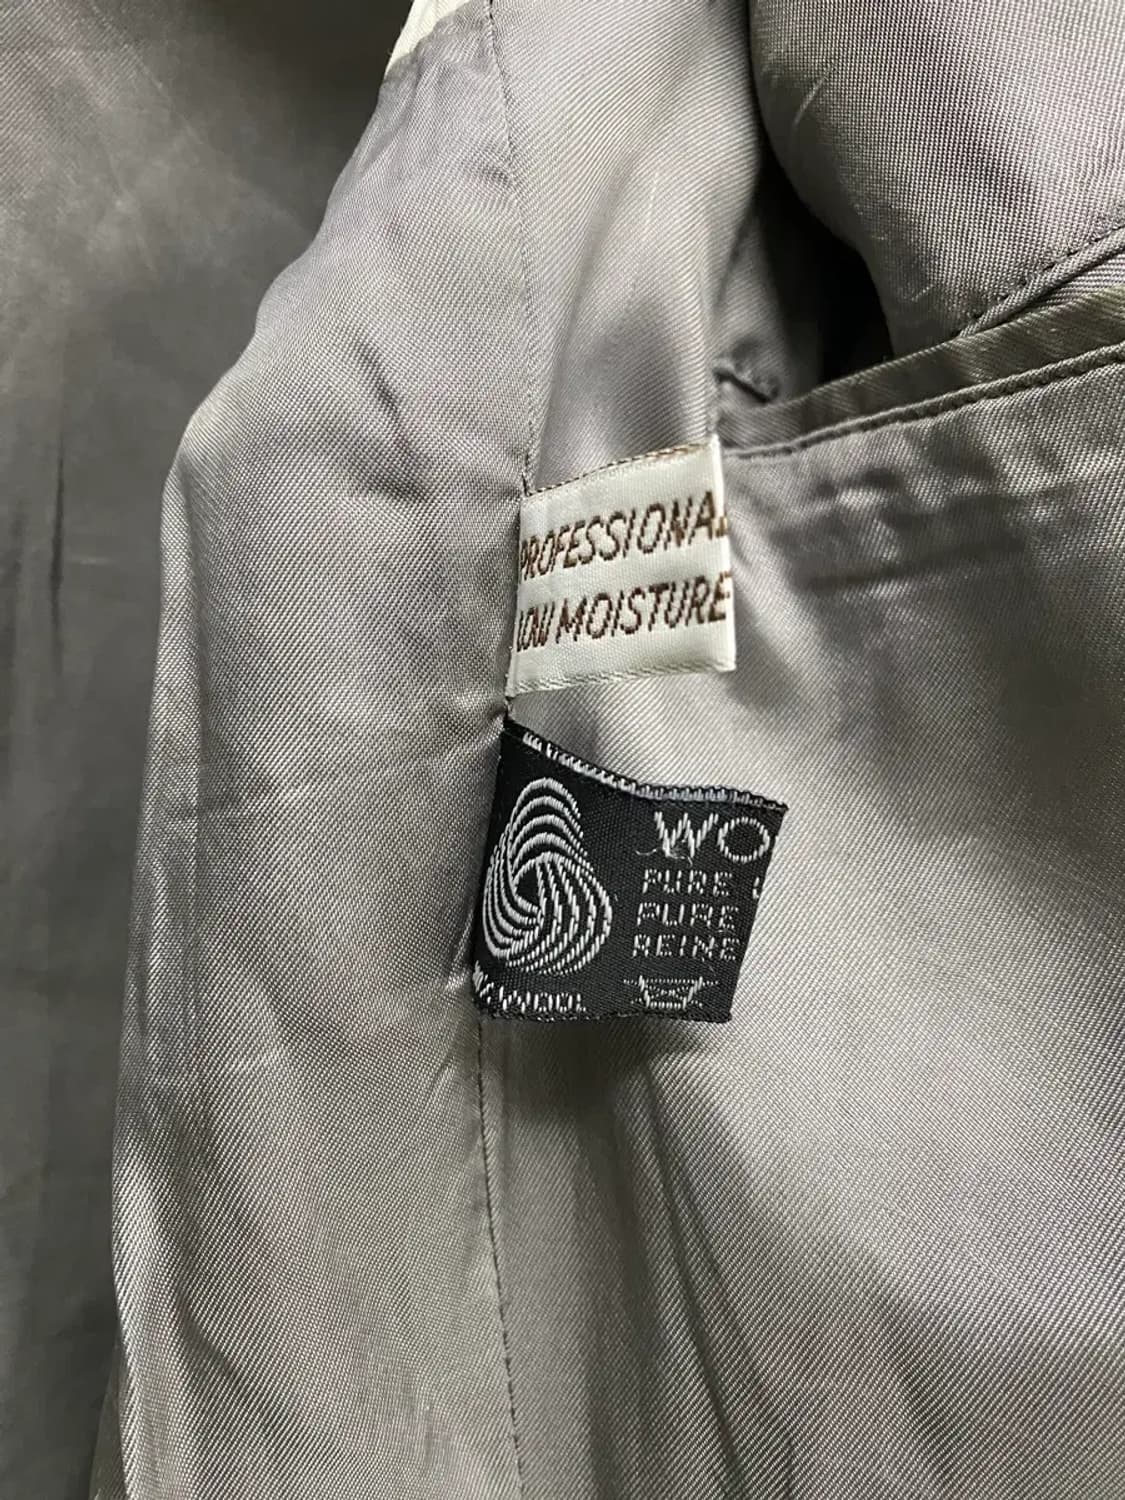 PROFESSIONAL
LOW MOISTURE
WO
PURE
PURE
REINE
WOOL